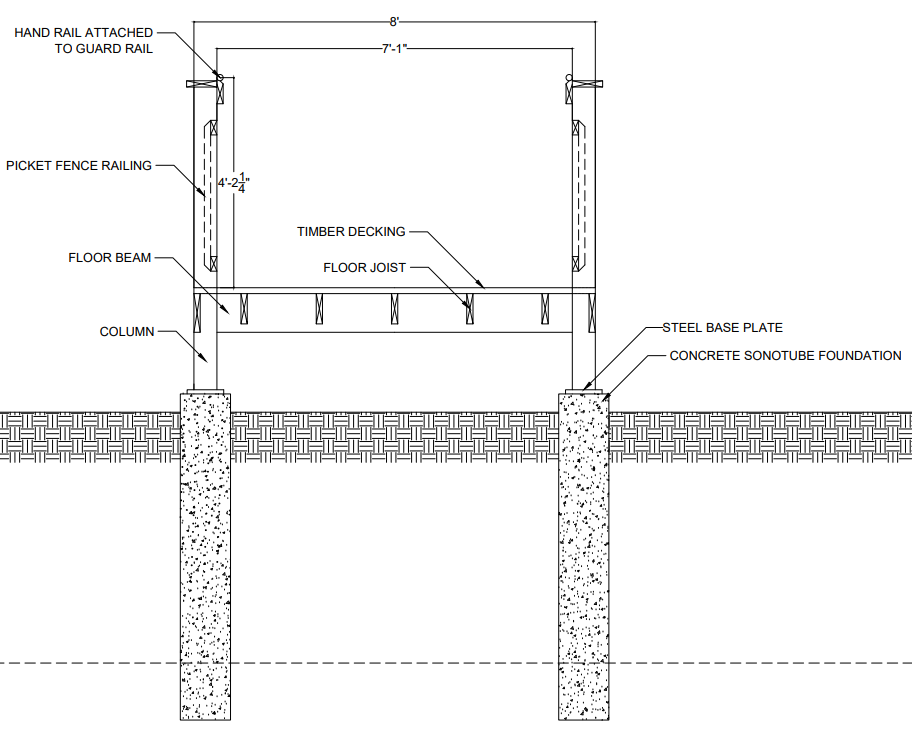 8'
HAND RAIL ATTACHED
TO GUARD RAIL
7'-1"
PICKET FENCE RAILING
4'-2 1/4"
TIMBER DECKING
FLOOR BEAM
FLOOR JOIST
COLUMN
STEEL BASE PLATE
CONCRETE SONOTUBE FOUNDATION